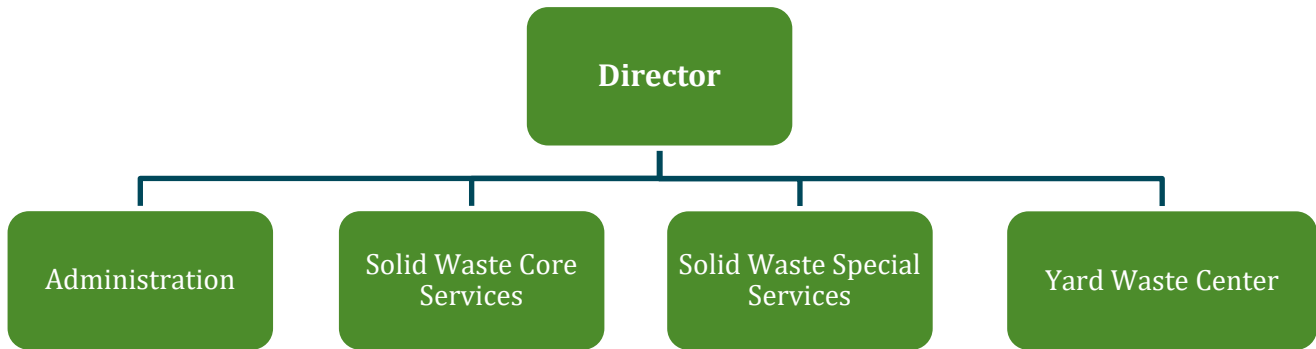 Director
Administration
Solid Waste Core
Services
Solid Waste Special
Services
Yard Waste Center